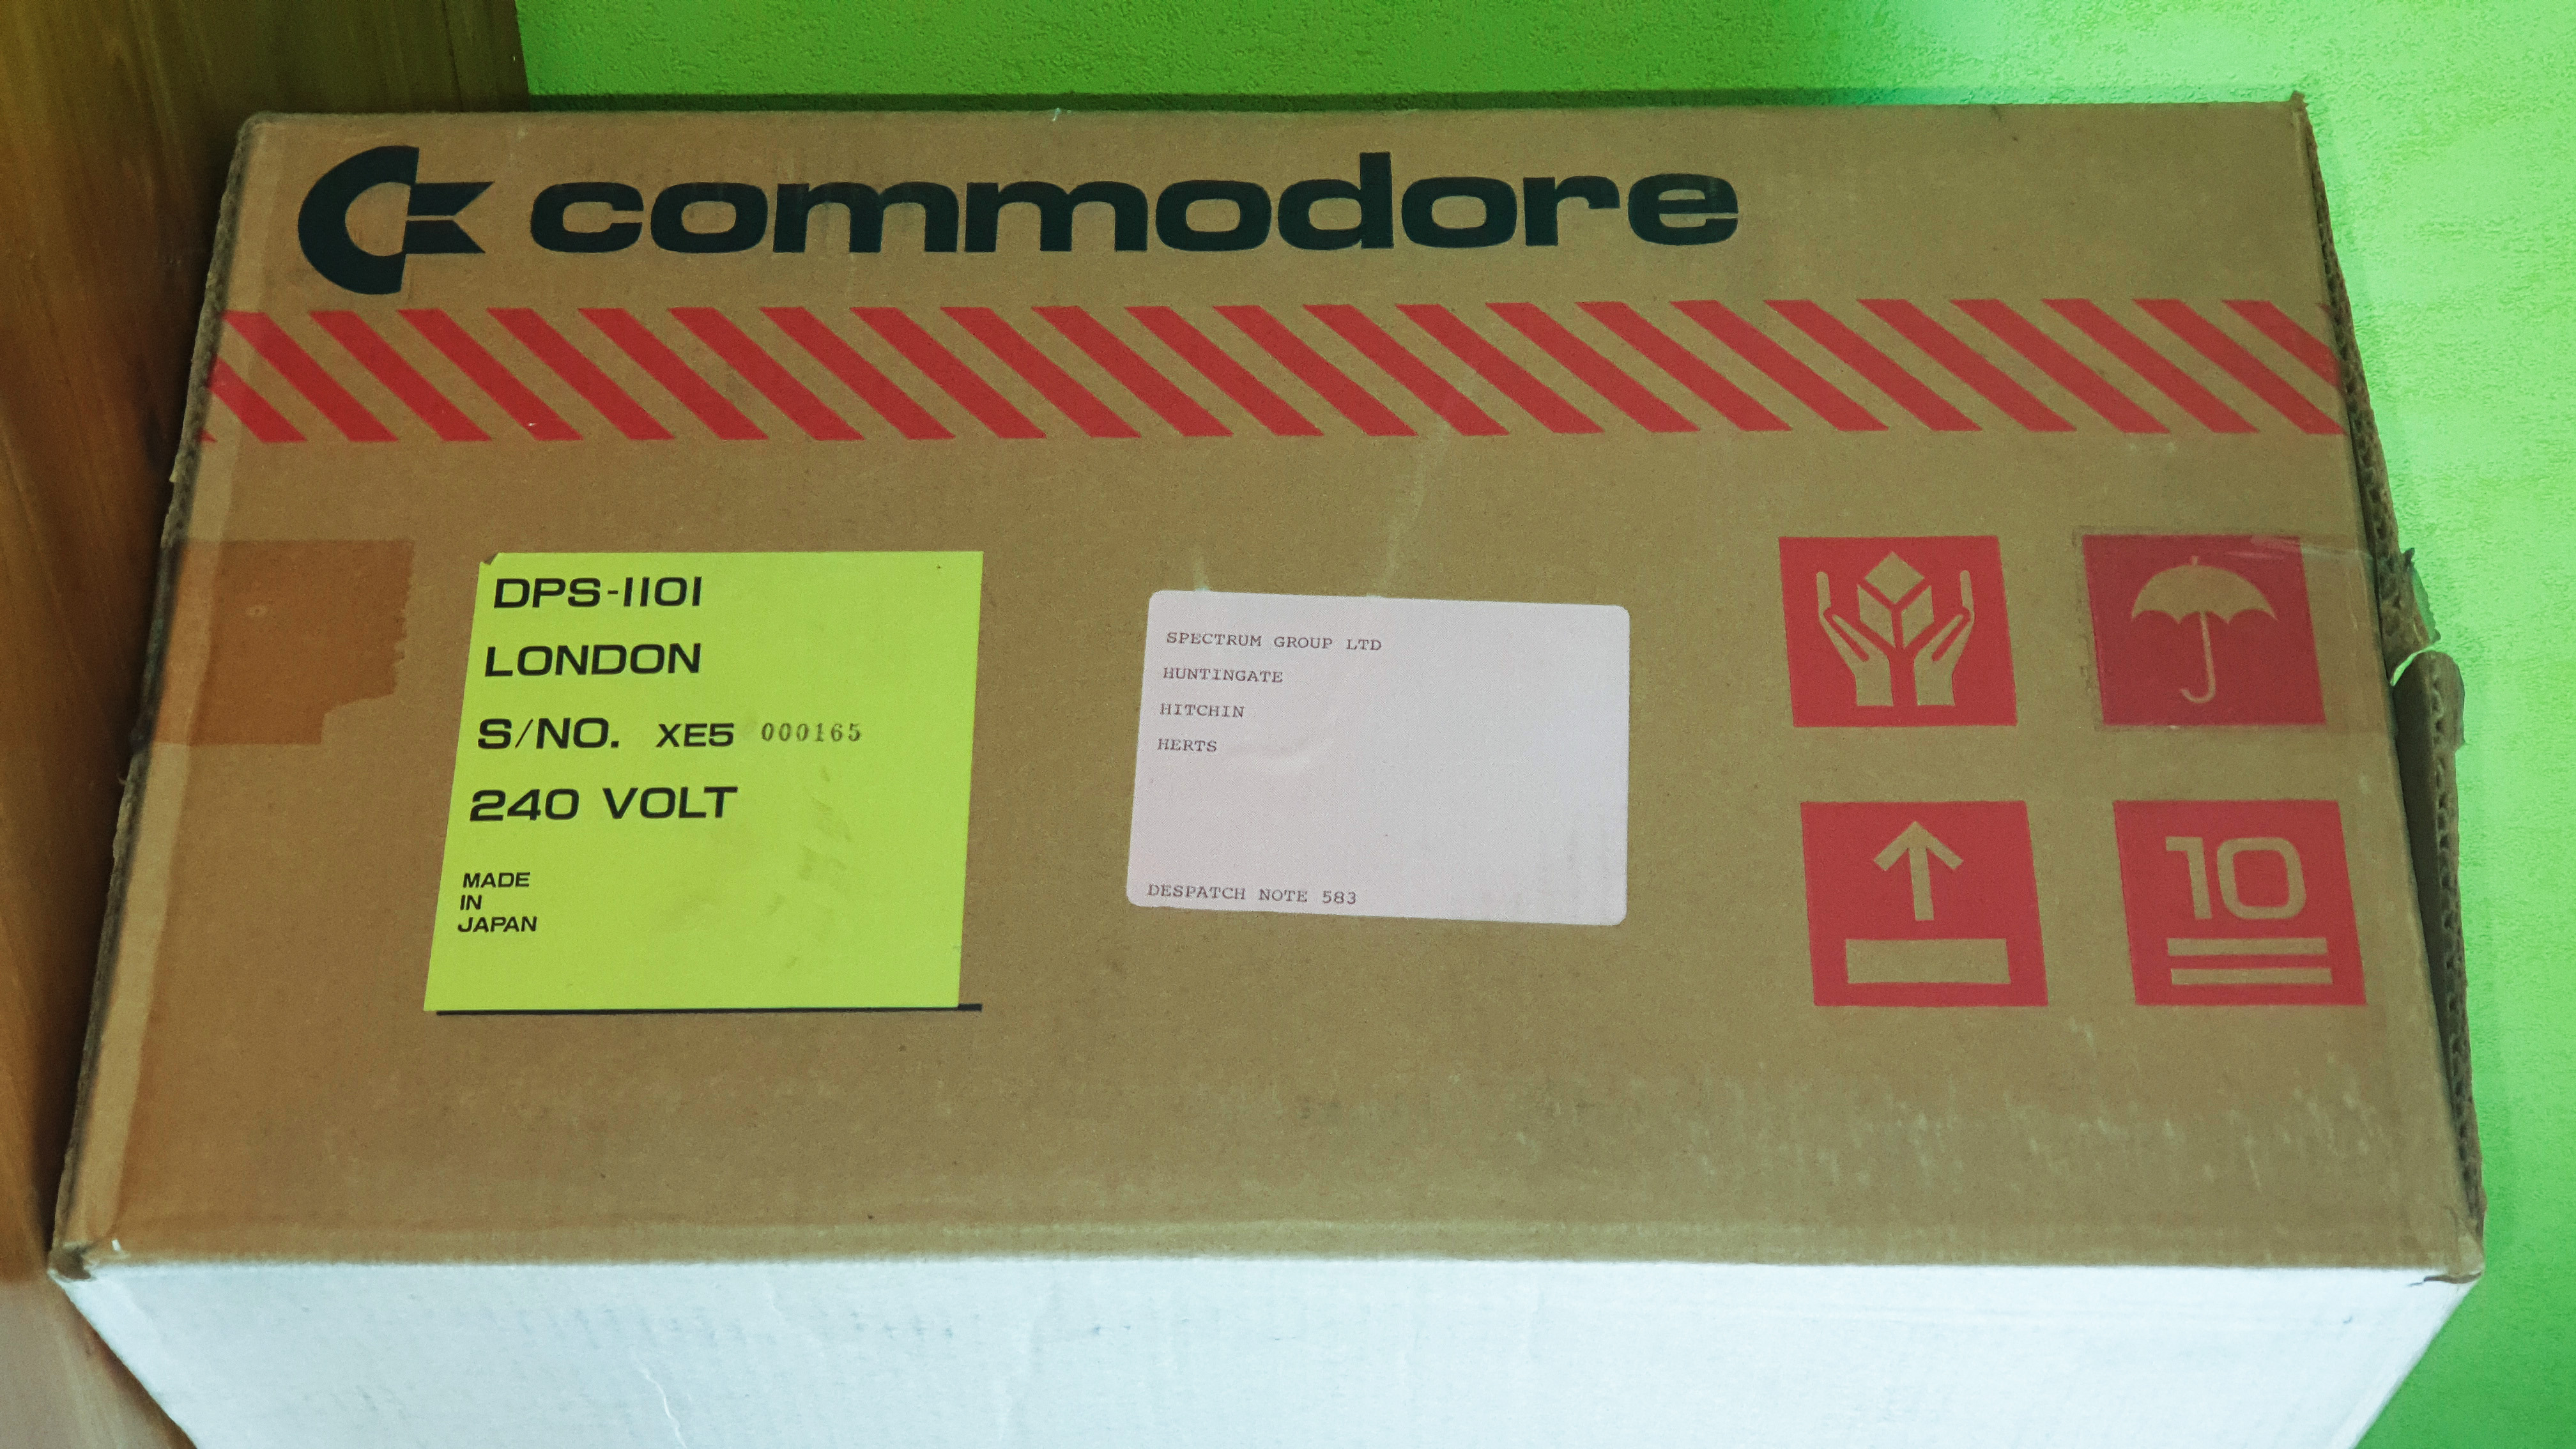 commodore
DPS-1101
LONDON
S/NO. XE5 000165
240 VOLT
MADE
IN
JAPAN
SPECTRUM GROUP LTD
HUNTINGATE
HITCHIN
HERTS
DESPATCH NOTE 583
10